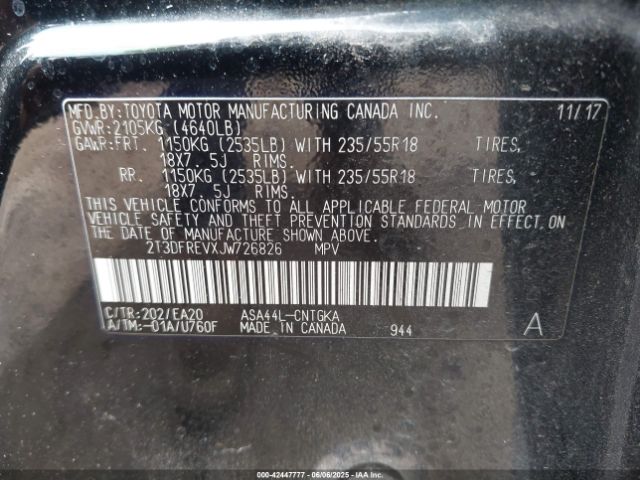 MFD.BY:TOYOTA MOTOR MANUFACTURING CANADA INC. 11/17
GVWR:2105KG (4640LB)
GAWR:FRT. 1150KG (2535LB) WITH 235/55R18 TIRES,
18X7.5J RIMS.
RR. 1150KG (2535LB) WITH 235/55R18 TIRES,
18X7.5J RIMS.
THIS VEHICLE CONFORMS TO ALL APPLICABLE FEDERAL MOTOR
VEHICLE SAFETY AND THEFT PREVENTION STANDARDS IN EFFECT ON
THE DATE OF MANUFACTURE SHOWN ABOVE.
2T3DFREVXJW726826 MPV
C/TR:202/EA20 ASA44L-CNTGKA
A/TM:-01A/U760F MADE IN CANADA 944 A
000-42447777 - 06/06/2025 - IAA Inc.